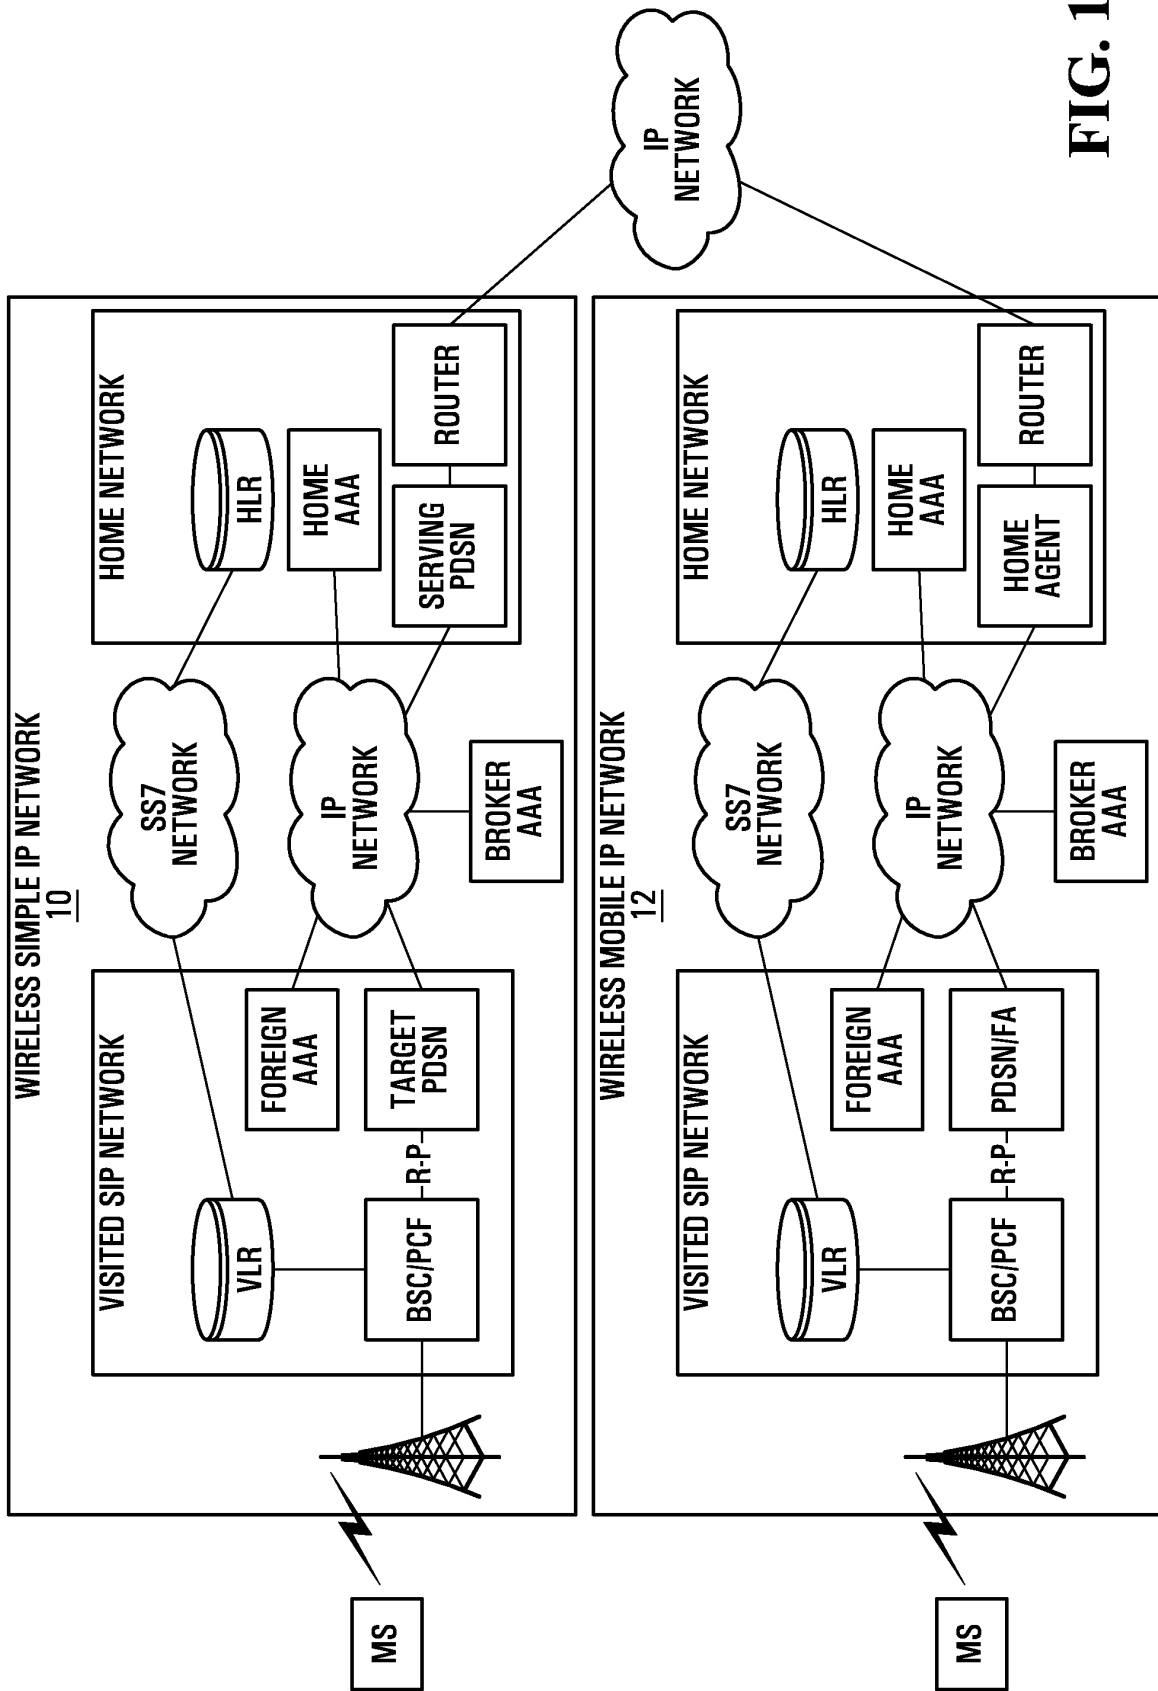 WIRELESS SIMPLE IP NETWORK
10
VISITED SIP NETWORK
HOME NETWORK
MS
VLR
BSC/PCF
R-P
FOREIGN
AAA
TARGET
PDSN
SS7
NETWORK
IP
NETWORK
BROKER
AAA
HLR
HOME
AAA
SERVING
PDSN
ROUTER
IP
NETWORK
WIRELESS MOBILE IP NETWORK
12
VISITED SIP NETWORK
HOME NETWORK
MS
VLR
BSC/PCF
R-P
FOREIGN
AAA
PDSN/FA
SS7
NETWORK
IP
NETWORK
BROKER
AAA
HLR
HOME
AAA
HOME
AGENT
ROUTER
FIG. 1